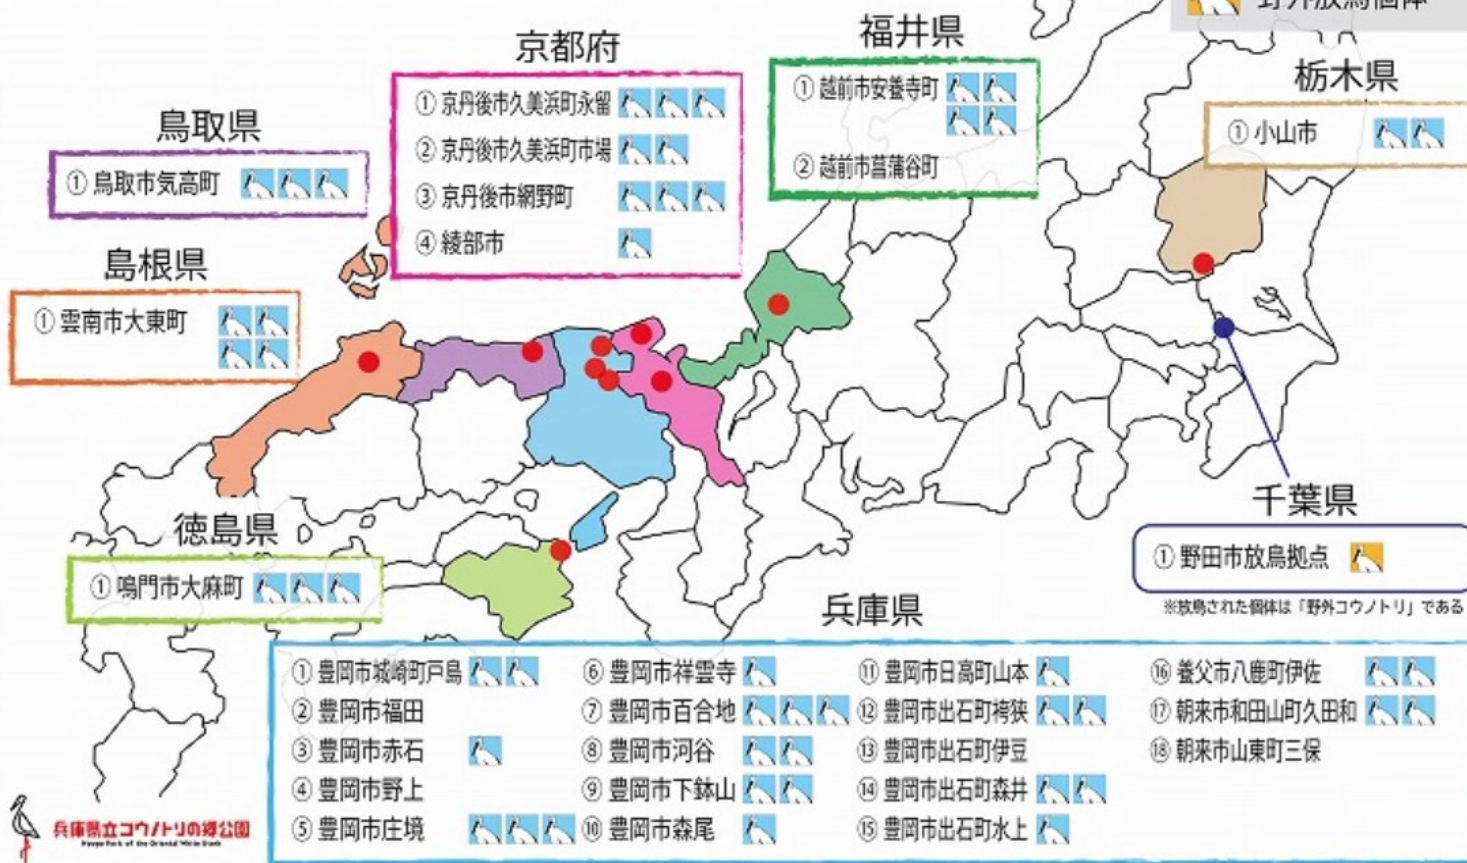 野外放鳥個体
京都府
① 京丹後市久美浜町永留
② 京丹後市久美浜町市場
③ 京丹後市網野町
④ 綾部市
福井県
① 越前市安養寺町
② 越前市菖蒲谷町
栃木県
① 小山市
鳥取県
① 鳥取市気高町
島根県
① 雲南市大東町
徳島県
① 鳴門市大麻町
千葉県
① 野田市放鳥拠点
※放鳥された個体は「野外コウノトリ」である
兵庫県
① 豊岡市城崎町戸島
② 豊岡市福田
③ 豊岡市赤石
④ 豊岡市野上
⑤ 豊岡市庄境
⑥ 豊岡市祥雲寺
⑦ 豊岡市百合地
⑧ 豊岡市河谷
⑨ 豊岡市下鉢山
⑩ 豊岡市森尾
⑪ 豊岡市日高町山本
⑫ 豊岡市出石町袴狭
⑬ 豊岡市出石町伊豆
⑭ 豊岡市出石町森井
⑮ 豊岡市出石町水上
⑯ 養父市八鹿町伊佐
⑰ 朝来市和田山町久田和
⑱ 朝来市山東町三保
兵庫県立コウノトリの郷公園
Hyogo Park of the Oriental White Stork